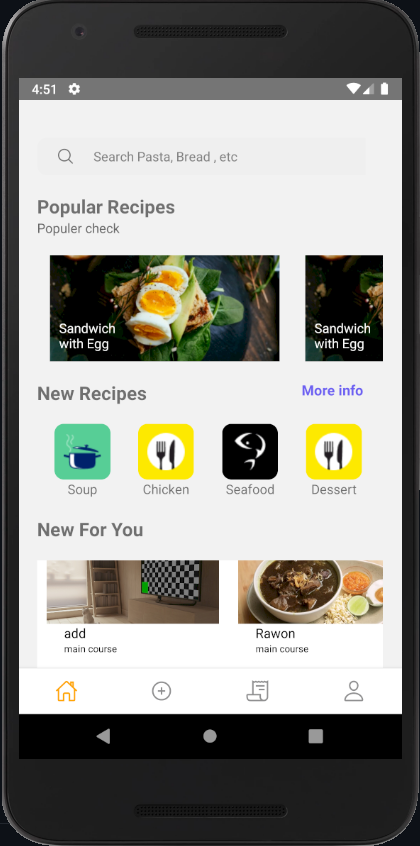 4:51
Search Pasta, Bread , etc
Popular Recipes
Populer check
Sandwich
with Egg
Sandwich
with Egg
New Recipes
More info
Soup
Chicken
Seafood
Dessert
New For You
add
main course
Rawon
main course